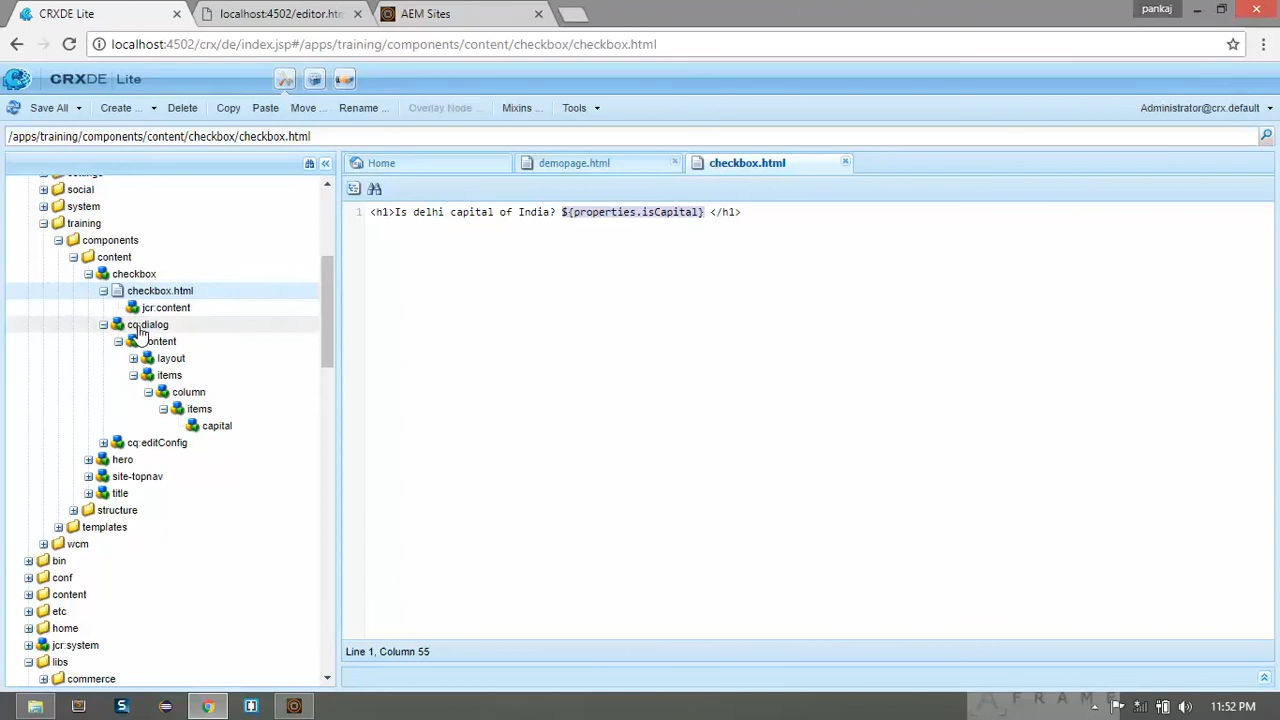 CRXDE Lite
localhost:4502/editor.htm
AEM Sites
pankaj
localhost:4502/crx/de/index.jsp#/apps/training/components/content/checkbox/checkbox.html
CRXDE Lite
Save All
Create ...
Delete
Copy
Paste
Move ...
Rename ...
Overlay Node ...
Mixins ...
Tools
Administrator@crx.default
/apps/training/components/content/checkbox/checkbox.html
Home
demopage.html
checkbox.html
settings
social
system
training
components
content
checkbox
checkbox.html
jcr:content
cq:dialog
content
layout
items
column
items
capital
cq:editConfig
hero
site-topnav
title
structure
templates
wcm
bin
conf
content
etc
home
jcr:system
libs
commerce
1 <h1>Is delhi capital of India? ${properties.isCapital} </h1>
Line 1, Column 55
A FRAME
11:52 PM